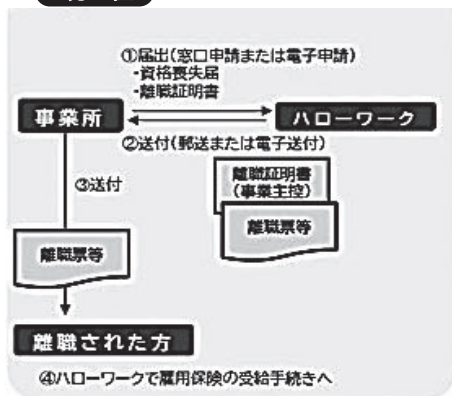 ①届出(窓口申請または電子申請)
・資格喪失届
・離職証明書
事業所
ハローワーク
②送付(郵送または電子送付)
③送付
離職証明書
(事業主控)
離職票等
離職票等
離職された方
④ハローワークで雇用保険の受給手続きへ